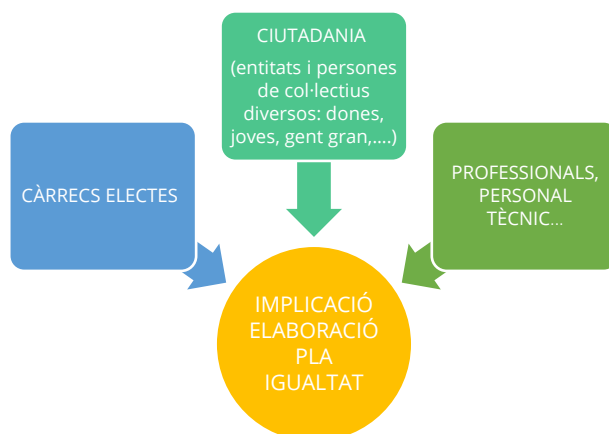 CIUTADANIA
(entitats i persones
de col·lectius
diversos: dones,
joves, gent gran,....)
CÀRRECS ELECTES
PROFESSIONALS,
PERSONAL
TÈCNIC...
IMPLICACIÓ
ELABORACIÓ
PLA
IGUALTAT